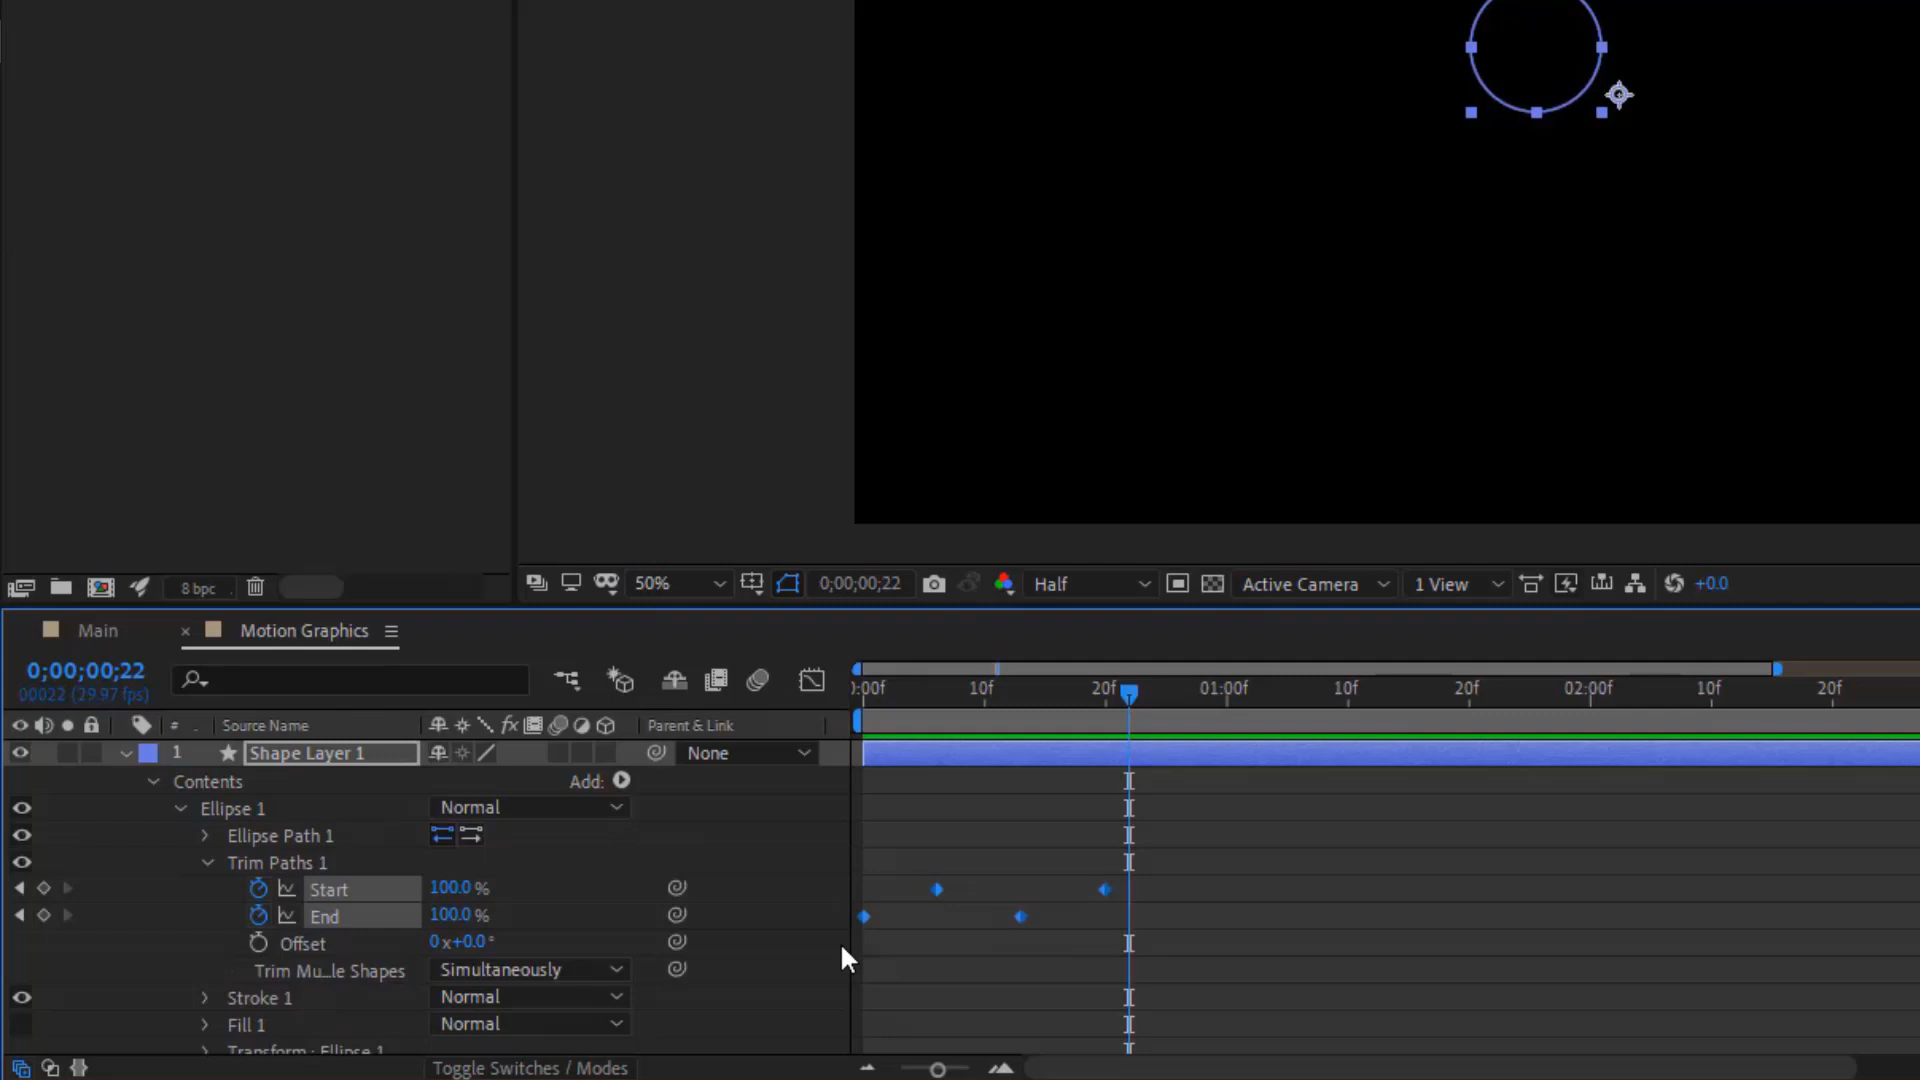 8 bpc
50%
0;00;00;22
Half
Active Camera
1 View
+0.0
Main
× Motion Graphics
0;00;00;22
00022 (29.97 fps)
):00f 10f 20f 01:00f 10f 20f 02:00f 10f 20f
# . Source Name fx Parent & Link
1 Shape Layer 1 None
Contents Add:
Ellipse 1 Normal
Ellipse Path 1
Trim Paths 1
Start 100.0 %
End 100.0 %
Offset 0 x+0.0 °
Trim Mu...le Shapes Simultaneously
Stroke 1 Normal
Fill 1 Normal
Transform : Ellipse 1
Toggle Switches / Modes